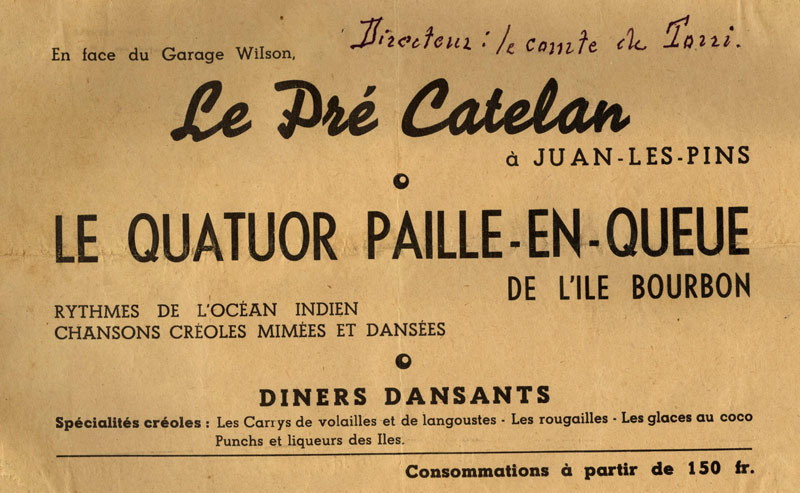 Directeur : le comte de Torri.
En face du Garage Wilson,
Le Pré Catelan
à JUAN-LES-PINS
LE QUATUOR PAILLE-EN-QUEUE
DE L'ILE BOURBON
RYTHMES DE L'OCÉAN INDIEN
CHANSONS CRÉOLES MIMÉES ET DANSÉES
DINERS DANSANTS
Spécialités créoles : Les Carrys de volailles et de langoustes - Les rougailles - Les glaces au coco
Punchs et liqueurs des Iles.
Consommations à partir de 150 fr.